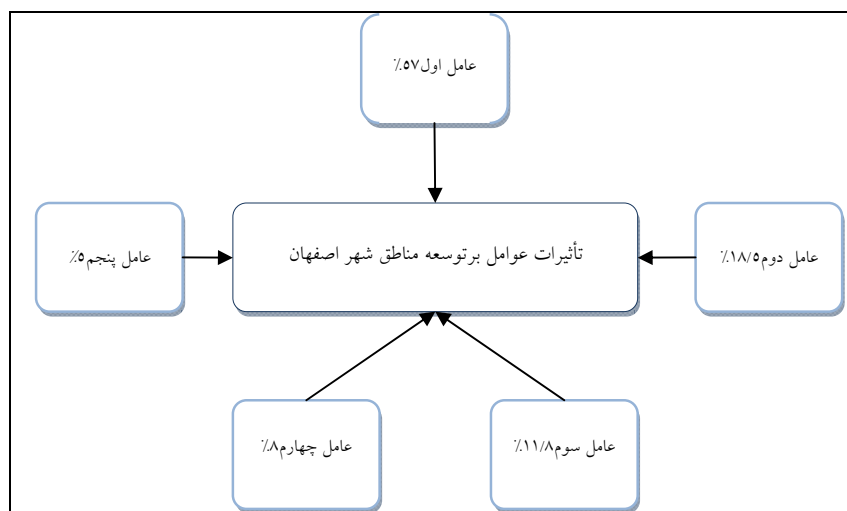 عامل اول۵۷٪
تأثیرات عوامل برتوسعه مناطق شهر اصفهان
عامل دوم۱۸/۵٪
عامل پنجم۵٪
عامل سوم۱۱/۸٪
عامل چهارم۸٪